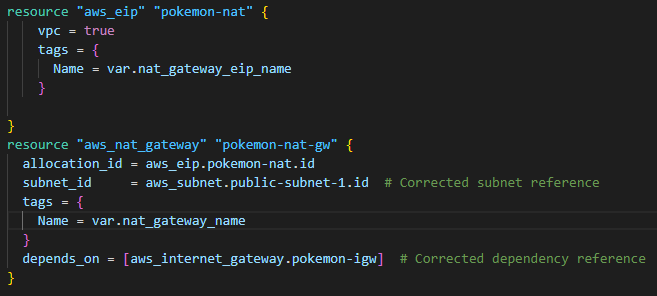 resource "aws_eip" "pokemon-nat" {
    vpc = true
    tags = {
      Name = var.nat_gateway_eip_name
    }
}
resource "aws_nat_gateway" "pokemon-nat-gw" {
  allocation_id = aws_eip.pokemon-nat.id
  subnet_id     = aws_subnet.public-subnet-1.id  # Corrected subnet reference
  tags = {
    Name = var.nat_gateway_name
  }
  depends_on = [aws_internet_gateway.pokemon-igw]  # Corrected dependency reference
}